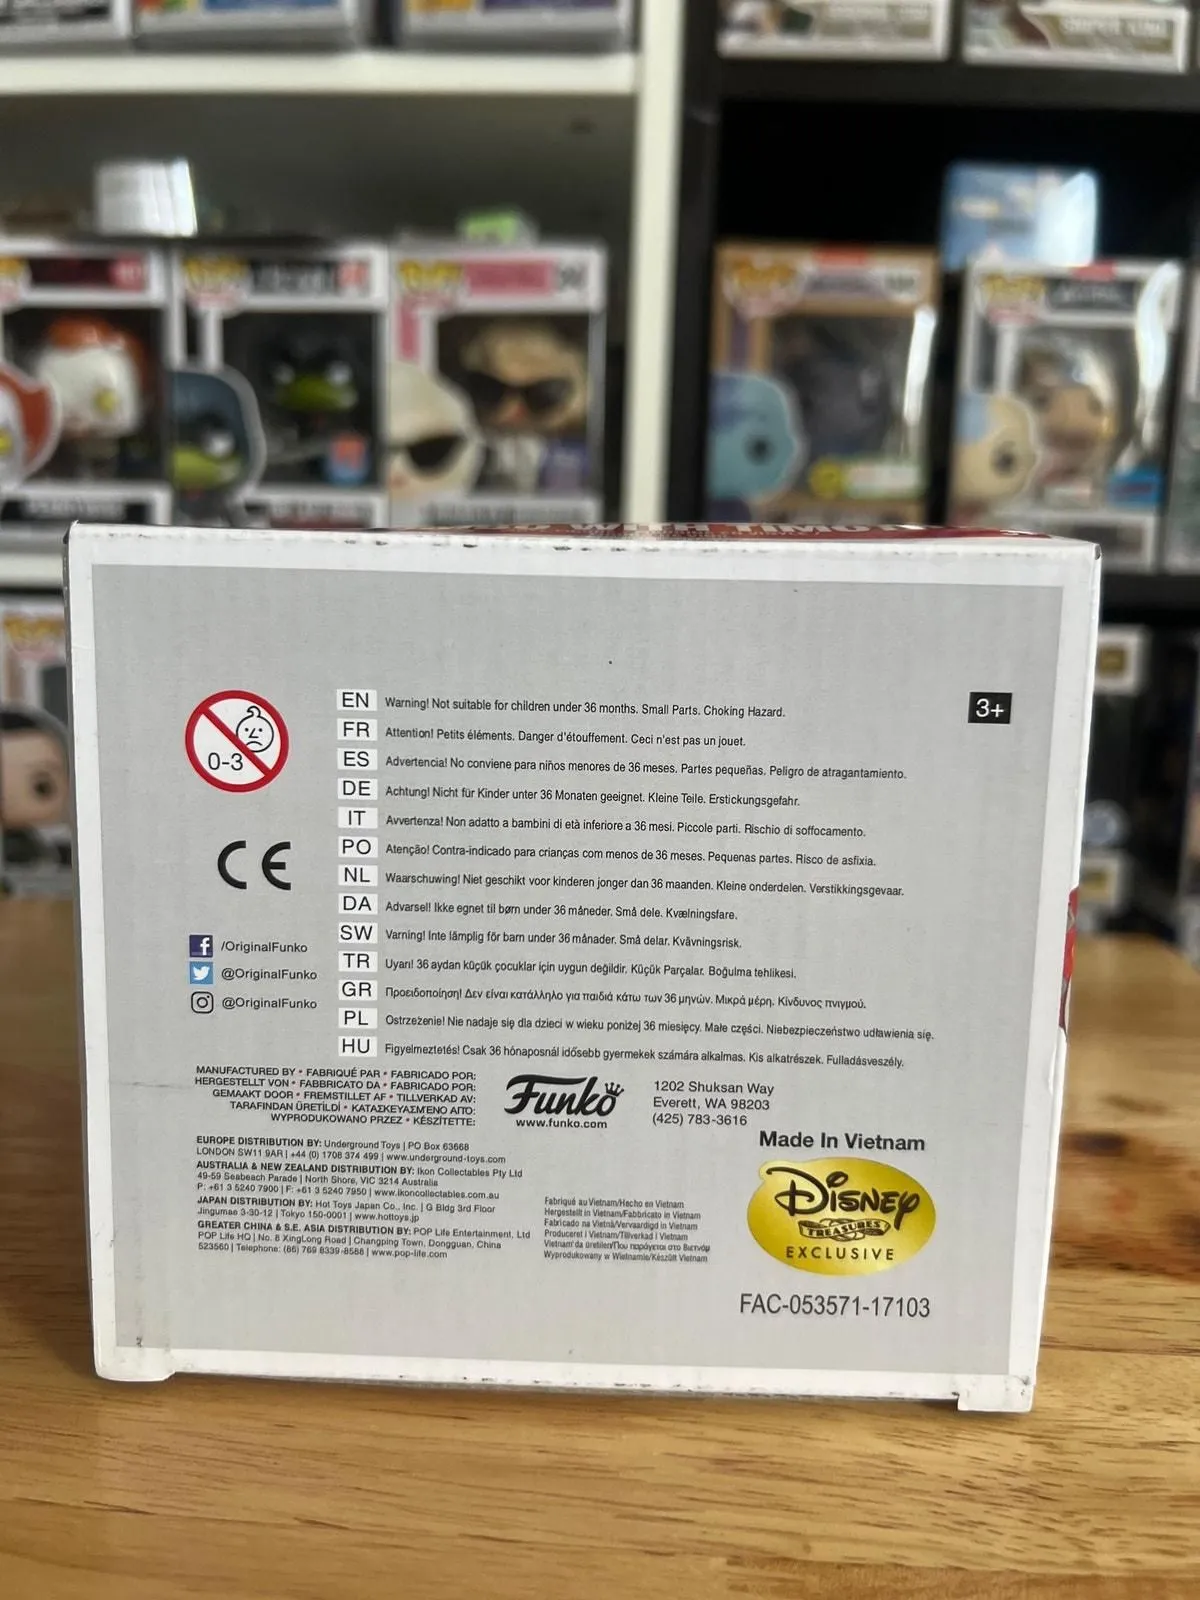 WITH TIMOT
EN Warning! Not suitable for children under 36 months. Small Parts. Choking Hazard.
3+
FR Attention! Petits éléments. Danger d'étouffement. Ceci n'est pas un jouet.
ES Advertencia! No conviene para niños menores de 36 meses. Partes pequeñas. Peligro de atragantamiento.
0-3
DE Achtung! Nicht für Kinder unter 36 Monaten geeignet. Kleine Teile. Erstickungsgefahr.
IT Avvertenza! Non adatto a bambini di età inferiore a 36 mesi. Piccole parti. Rischio di soffocamento.
PO Atenção! Contra-indicado para crianças com menos de 36 meses. Pequenas partes. Risco de asfixia.
CE
NL Waarschuwing! Niet geschikt voor kinderen jonger dan 36 maanden. Kleine onderdelen. Verstikkingsgevaar.
DA Advarsel! Ikke egnet til børn under 36 måneder. Små dele. Kvælningsfare.
SW Varning! Inte lämplig för barn under 36 månader. Små delar. Kvävningsrisk.
/OriginalFunko
TR Uyarı! 36 aydan küçük çocuklar için uygun değildir. Küçük Parçalar. Boğulma tehlikesi.
@OriginalFunko
GR Προειδοποίηση! Δεν είναι κατάλληλο για παιδιά κάτω των 36 μηνών. Μικρά μέρη. Κίνδυνος πνιγμού.
@OriginalFunko
PL Ostrzeżenie! Nie nadaje się dla dzieci w wieku poniżej 36 miesięcy. Małe części. Niebezpieczeństwo udławienia się.
HU Figyelmeztetés! Csak 36 hónaposnál idősebb gyermekek számára alkalmas. Kis alkatrészek. Fulladásveszély.
MANUFACTURED BY • FABRIQUÉ PAR • FABRICADO POR:
HERGESTELLT VON • FABBRICATO DA • FABRICADO POR:
GEMAAKT DOOR • FREMSTILLET AF • TILLVERKAD AV:
TARAFINDAN ÜRETİLDİ • ΚΑΤΑΣΚΕΥΑΣΜΈΝΟ ΑΠΌ:
WYPRODUKOWANO PRZEZ • KÉSZÍTETTE:
Funko
www.funko.com
1202 Shuksan Way
Everett, WA 98203
(425) 783-3616
EUROPE DISTRIBUTION BY: Underground Toys | PO Box 63668
LONDON SW11 9AR | +44 (0) 1708 374 499 | www.underground-toys.com
AUSTRALIA & NEW ZEALAND DISTRIBUTION BY: Ikon Collectables Pty Ltd
49-59 Seabeach Parade | North Shore, VIC 3214 Australia
P: +61 3 5240 7900 | F: +61 3 5240 7950 | www.ikoncollectables.com.au
JAPAN DISTRIBUTION BY: Hot Toys Japan Co., Inc. | G Bldg 3rd Floor
Jingumae 3-30-12 | Tokyo 150-0001 | www.hottoys.jp
GREATER CHINA & S.E. ASIA DISTRIBUTION BY: POP Life Entertainment, Ltd
POP Life HQ | No. 8 XingLong Road | Changping Town, Dongguan, China
523560 | Telephone: (86) 769 8339-8586 | www.pop-life.com
Fabriqué au Vietnam/Hecho en Vietnam
Hergestellt in Vietnam/Fabbricato in Vietnam
Fabricado na Vietnã/Vervaardigd in Vietnam
Produceret i Vietnam/Tillverkad i Vietnam
Vietnam'da üretilen/Που παράγεται στο Βιετνάμ
Wyprodukowany w Wietnamie/Készült Vietnam
Made In Vietnam
Disney
TREASURES
EXCLUSIVE
FAC-053571-17103